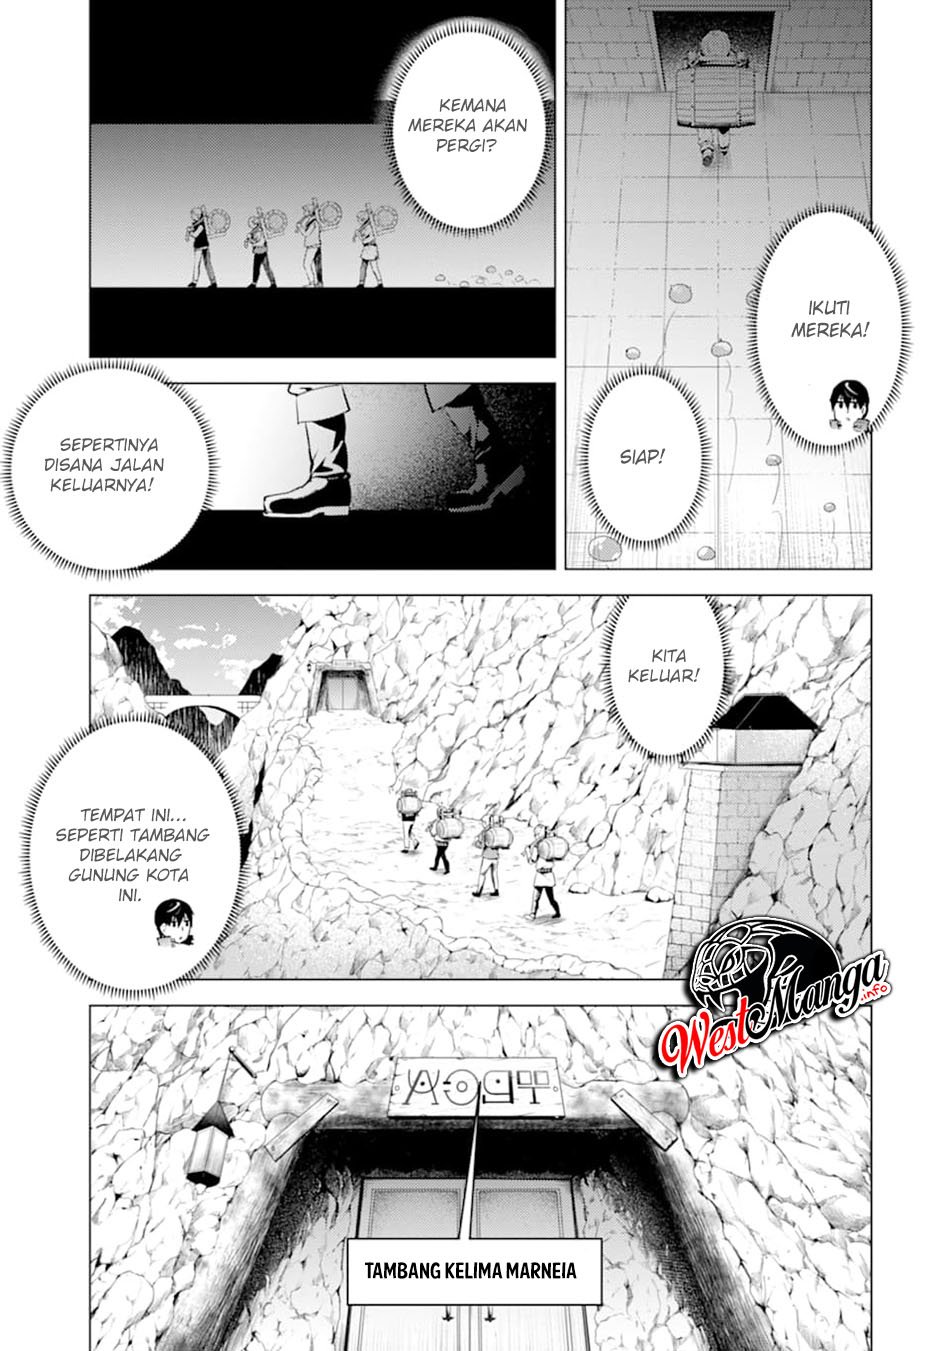 IKUTI
MEREKA!
SIAP!
KEMANA
MEREKA AKAN
PERGI?
SEPERTINYA
DISANA JALAN
KELUARNYA!
KITA
KELUAR!
TEMPAT INI...
SEPERTI TAMBANG
DIBELAKANG
GUNUNG KOTA
INI.
WestManga
.info
TAMBANG KELIMA MARNEIA